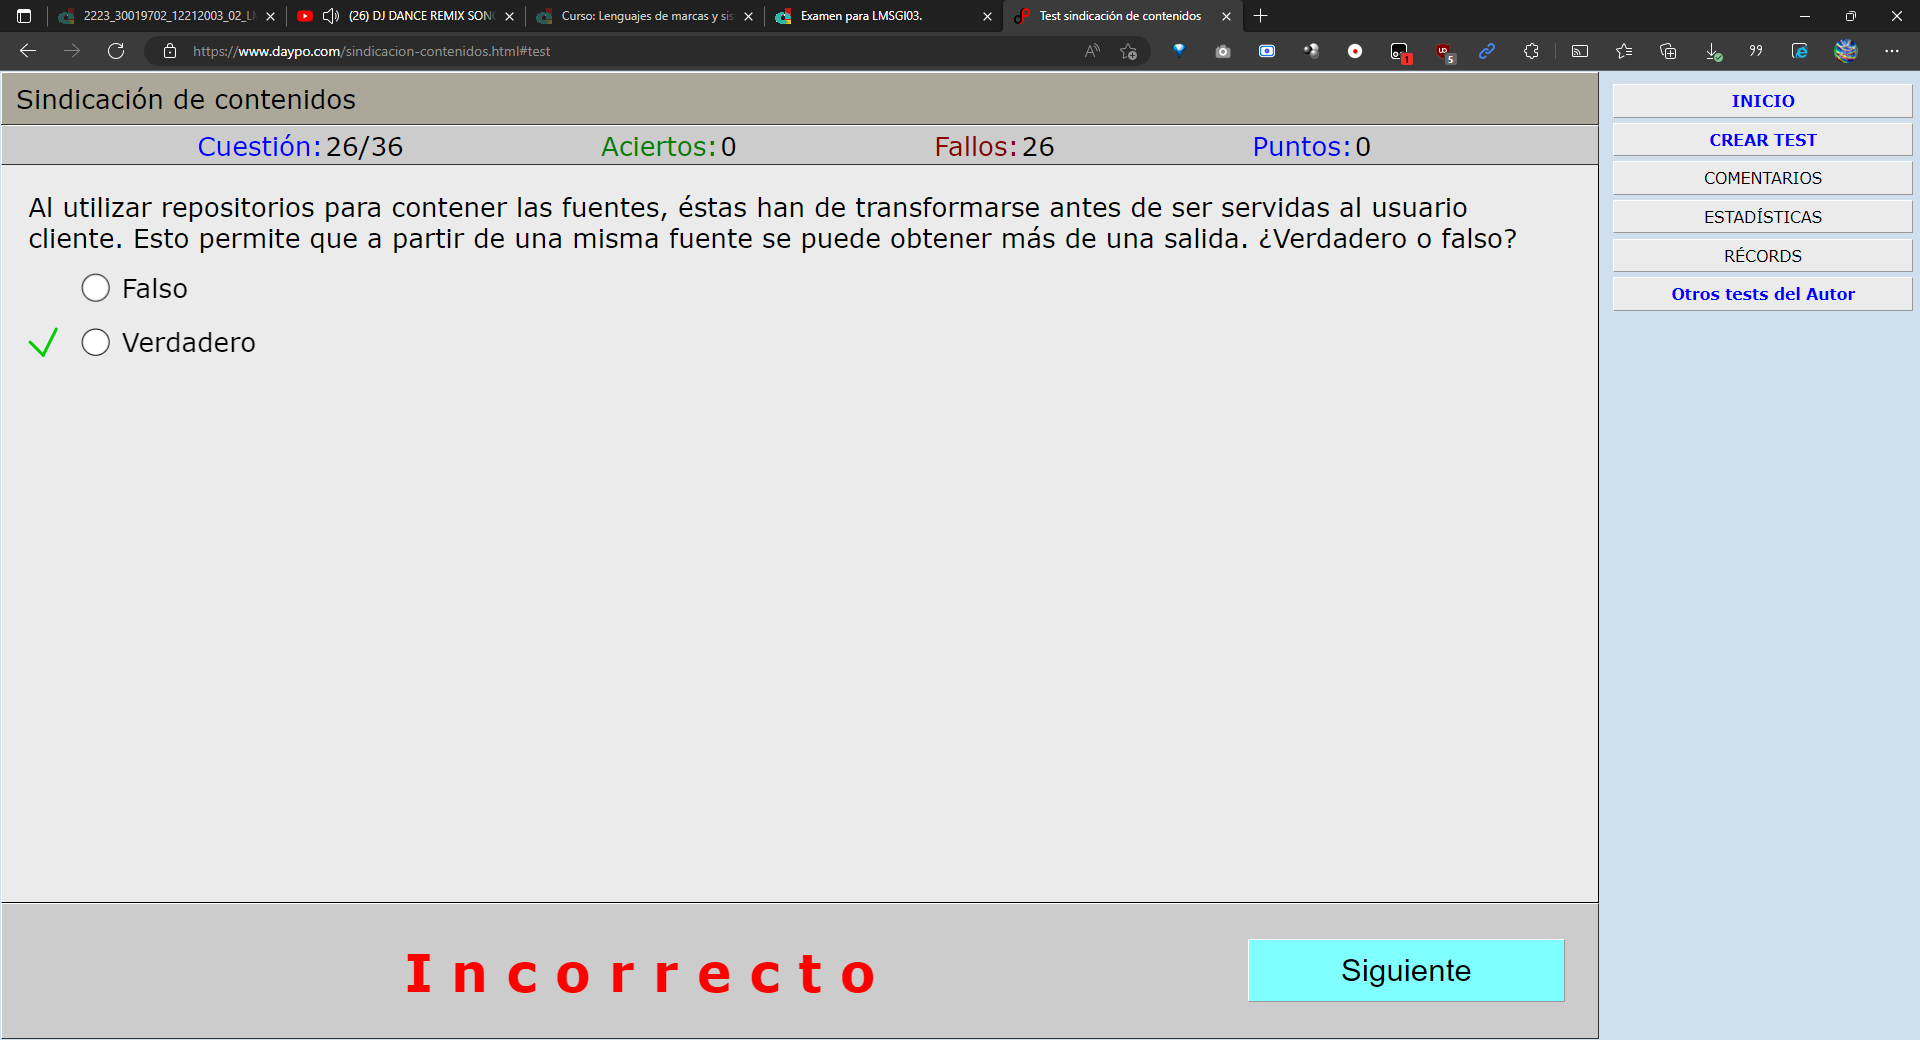 2223_30019702_12212003_02_L
(26) DJ DANCE REMIX SON
Curso: Lenguajes de marcas y sis
Examen para LMSGI03.
Test sindicación de contenidos
https://www.daypo.com/sindicacion-contenidos.html#test
1
5
Sindicación de contenidos
Cuestión: 26/36 Aciertos: 0 Fallos: 26 Puntos: 0
Al utilizar repositorios para contener las fuentes, éstas han de transformarse antes de ser servidas al usuario
cliente. Esto permite que a partir de una misma fuente se puede obtener más de una salida. ¿Verdadero o falso?
Falso
Verdadero
Incorrecto
Siguiente
INICIO
CREAR TEST
COMENTARIOS
ESTADÍSTICAS
RÉCORDS
Otros tests del Autor